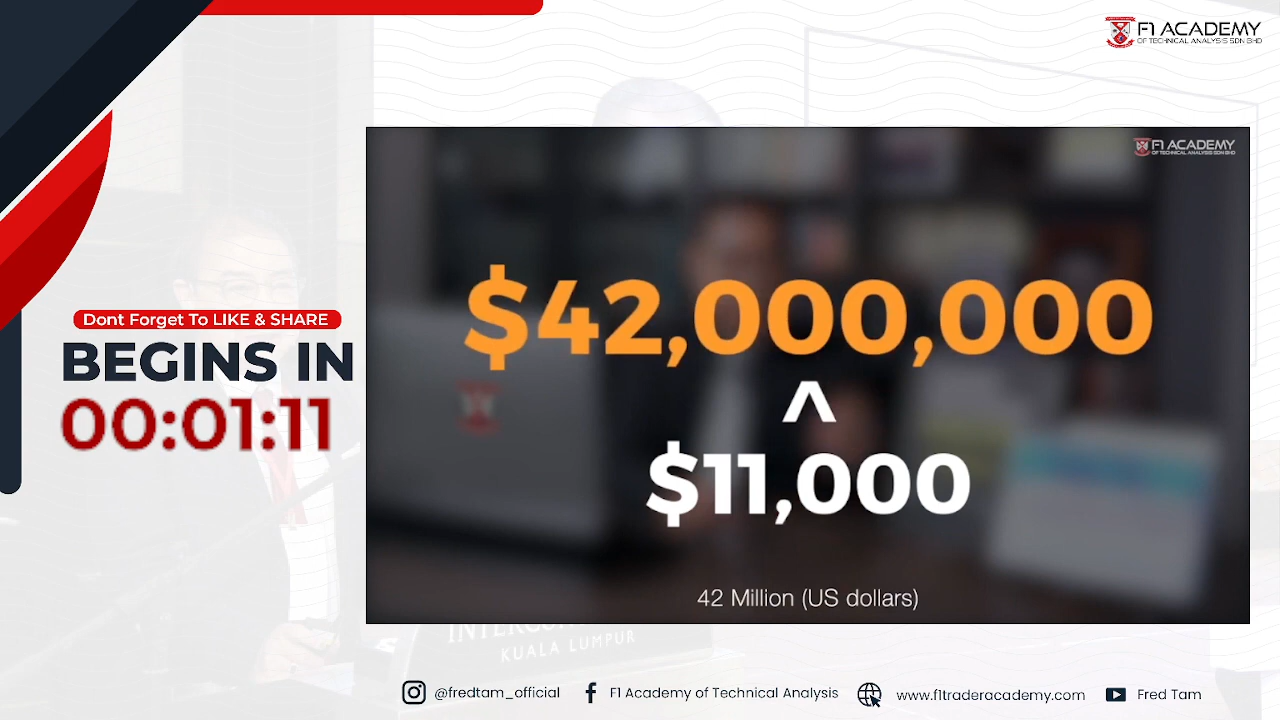 F1 ACADEMY
OF TECHNICAL ANALYSIS SDN BHD
F1 ACADEMY
OF TECHNICAL ANALYSIS SDN BHD
$42,000,000
^
$11,000
42 Million (US dollars)
Dont Forget To LIKE & SHARE
BEGINS IN
00:01:11
KUALA LUMPUR
@fredtam_official
F1 Academy of Technical Analysis
www.f1traderacademy.com
Fred Tam